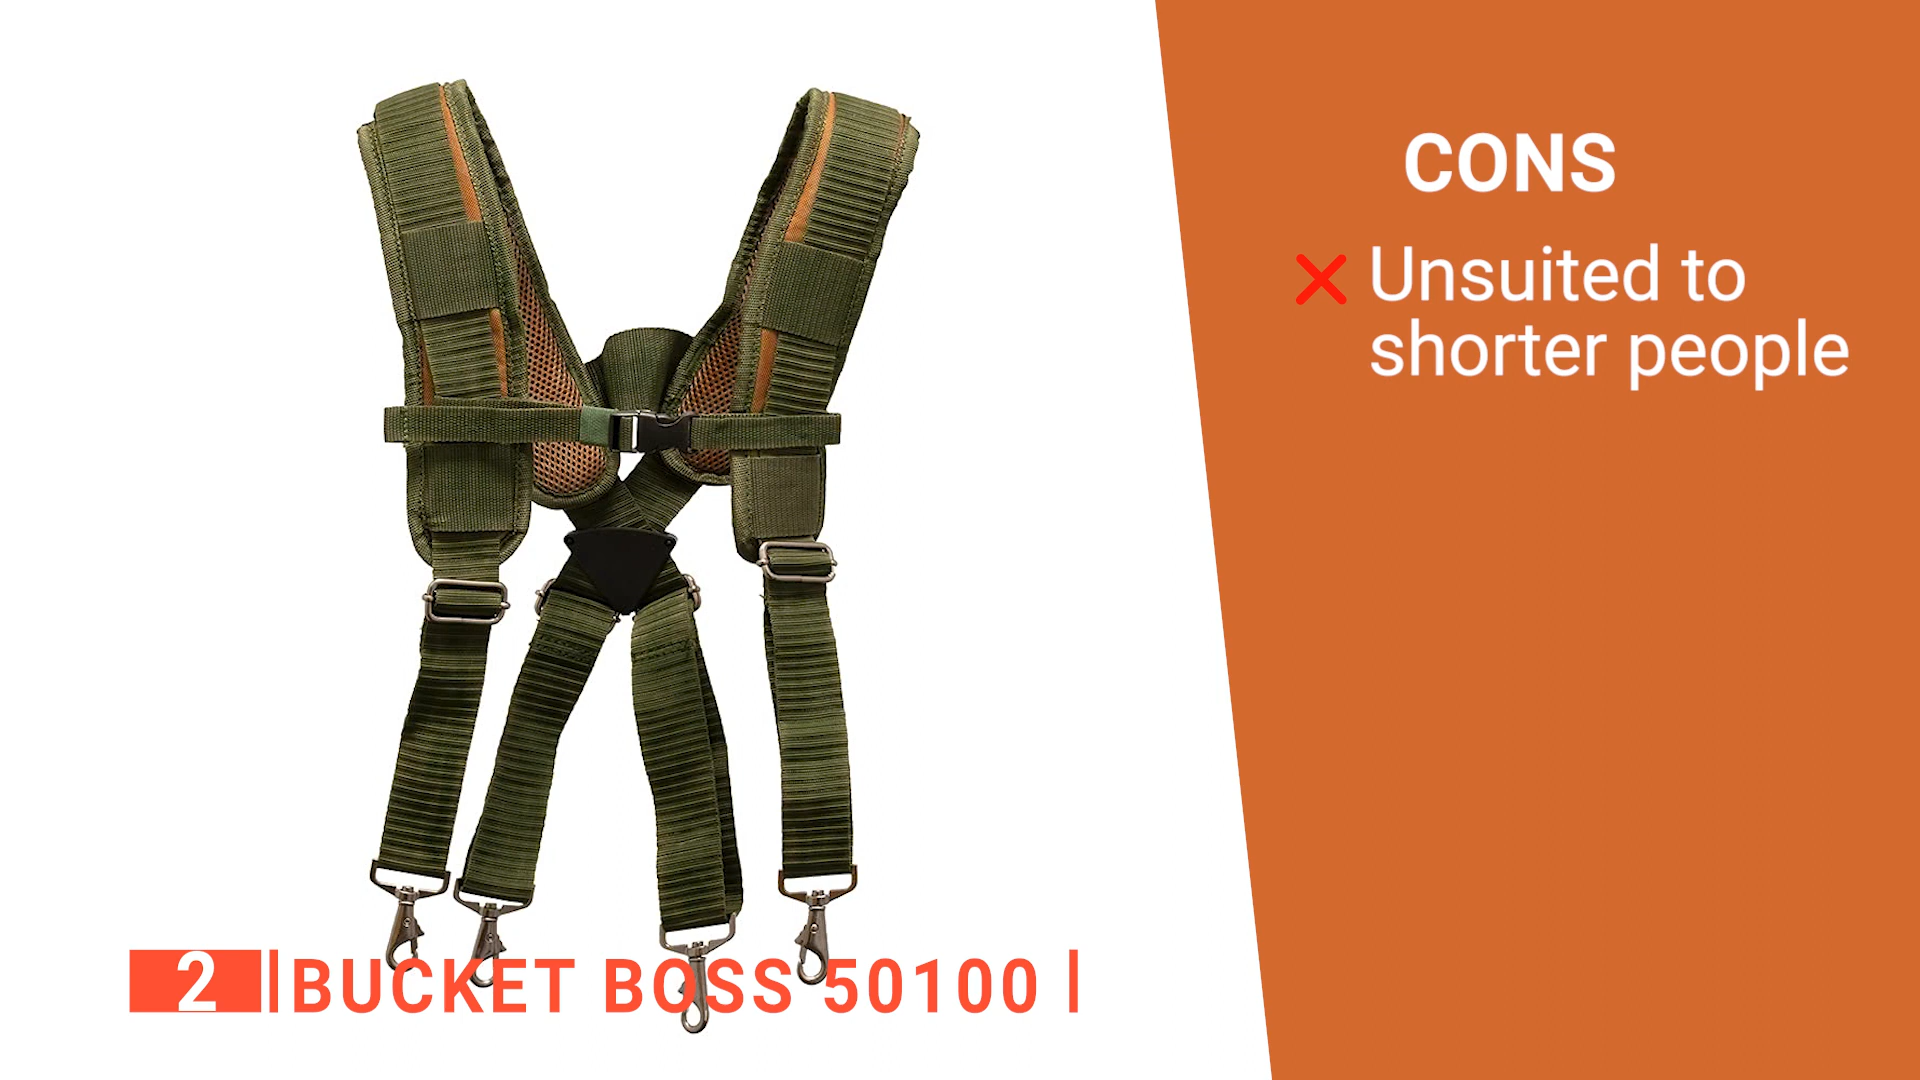 CONS
Unsuited to
shorter people
2
BUCKET BOSS 50100